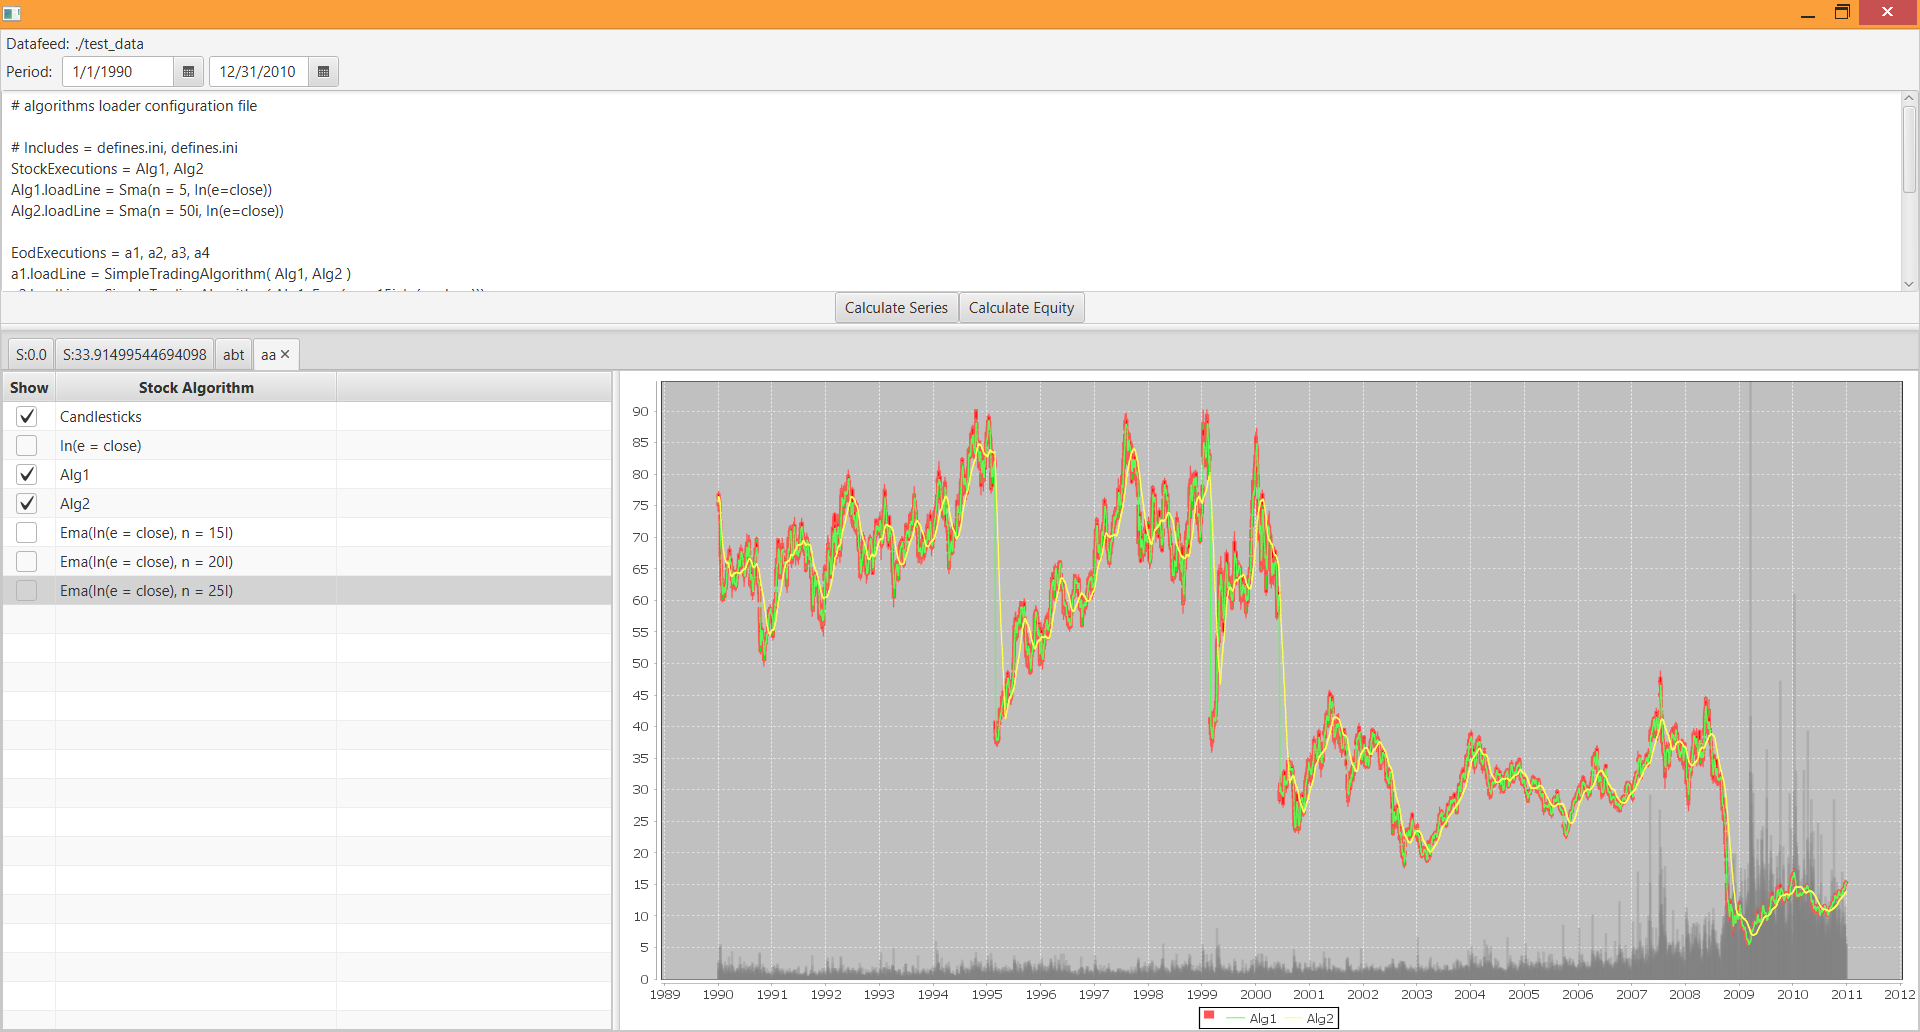 Datafeed: ./test_data
Period: 1/1/1990 12/31/2010
# algorithms loader configuration file
# Includes = defines.ini, defines.ini
StockExecutions = Alg1, Alg2
Alg1.loadLine = Sma(n = 5, In(e=close))
Alg2.loadLine = Sma(n = 50i, In(e=close))
EodExecutions = a1, a2, a3, a4
a1.loadLine = SimpleTradingAlgorithm( Alg1, Alg2 )
Calculate Series Calculate Equity
S:0.0 S:33.91499544694098 abt aa
Show Stock Algorithm
Candlesticks
In(e = close)
Alg1
Alg2
Ema(In(e = close), n = 15I)
Ema(In(e = close), n = 20I)
Ema(In(e = close), n = 25I)
90
85
80
75
70
65
60
55
50
45
40
35
30
25
20
15
10
5
0
1989 1990 1991 1992 1993 1994 1995 1996 1997 1998 1999 2000 2001 2002 2003 2004 2005 2006 2007 2008 2009 2010 2011 2012
Alg1 Alg2